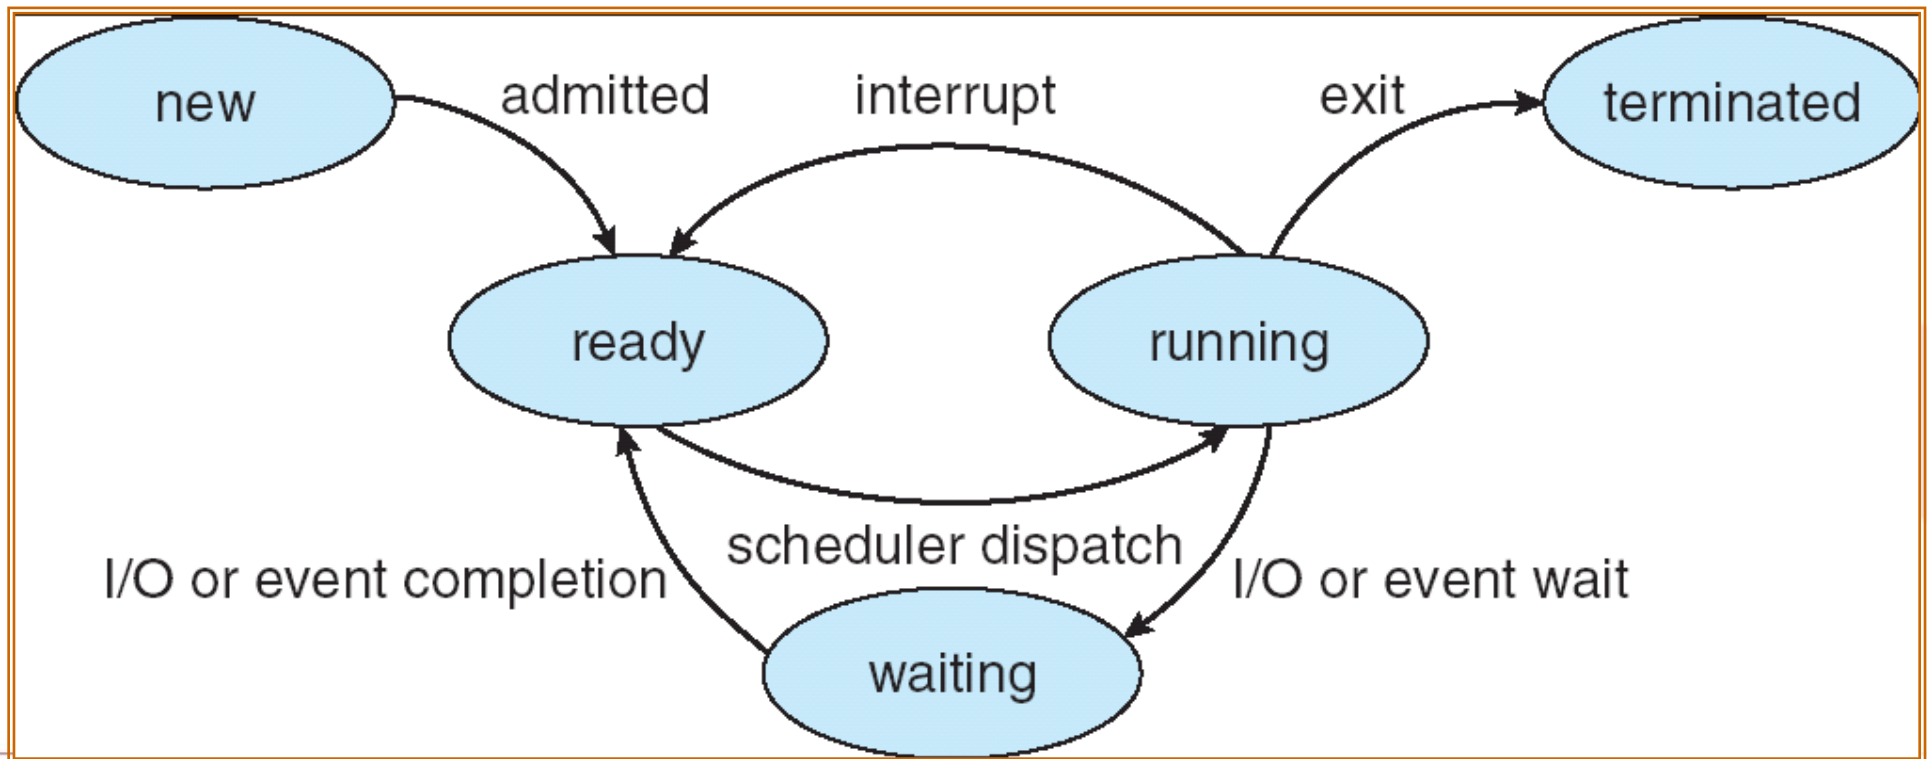 new
admitted
interrupt
exit
terminated
ready
running
scheduler dispatch
I/O or event completion
I/O or event wait
waiting